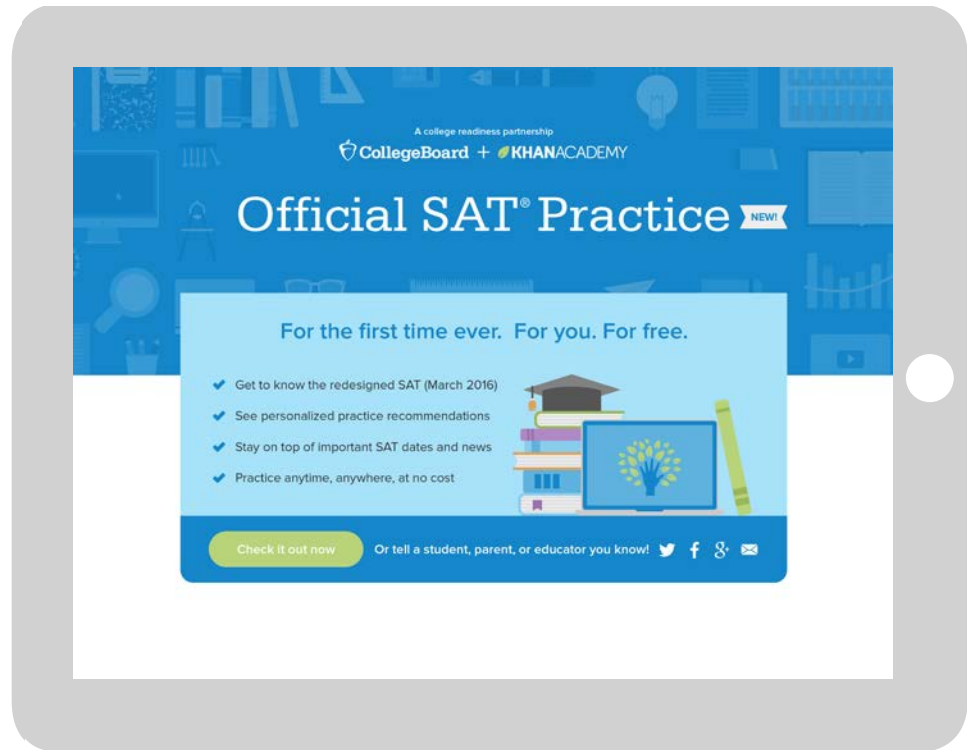 A college readiness partnership
CollegeBoard + KHANACADEMY
Official SAT® Practice NEW!
For the first time ever. For you. For free.
Get to know the redesigned SAT (March 2016)
See personalized practice recommendations
Stay on top of important SAT dates and news
Practice anytime, anywhere, at no cost
Check it out now Or tell a student, parent, or educator you know!